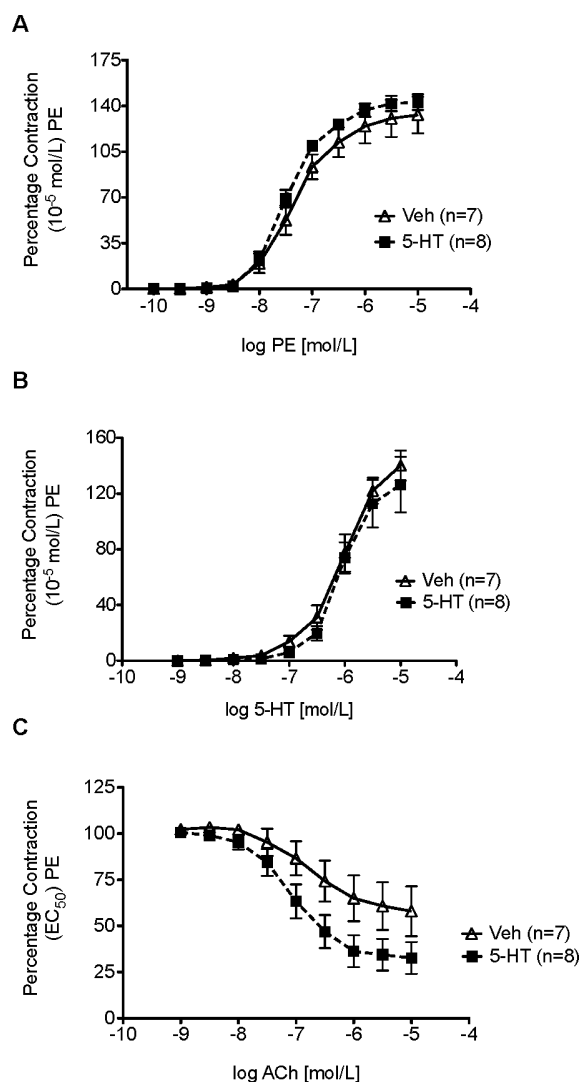 A
Percentage Contraction
(10⁻⁵ mol/L) PE
175
140
105
70
35
0
-10 -9 -8 -7 -6 -5 -4
log PE [mol/L]
Veh (n=7)
5-HT (n=8)
B
Percentage Contraction
(10⁻⁵ mol/L) PE
160
120
80
40
0
-10 -9 -8 -7 -6 -5 -4
log 5-HT [mol/L]
Veh (n=7)
5-HT (n=8)
C
Percentage Contraction
(EC₅₀) PE
125
100
75
50
25
0
-10 -9 -8 -7 -6 -5 -4
log ACh [mol/L]
Veh (n=7)
5-HT (n=8)